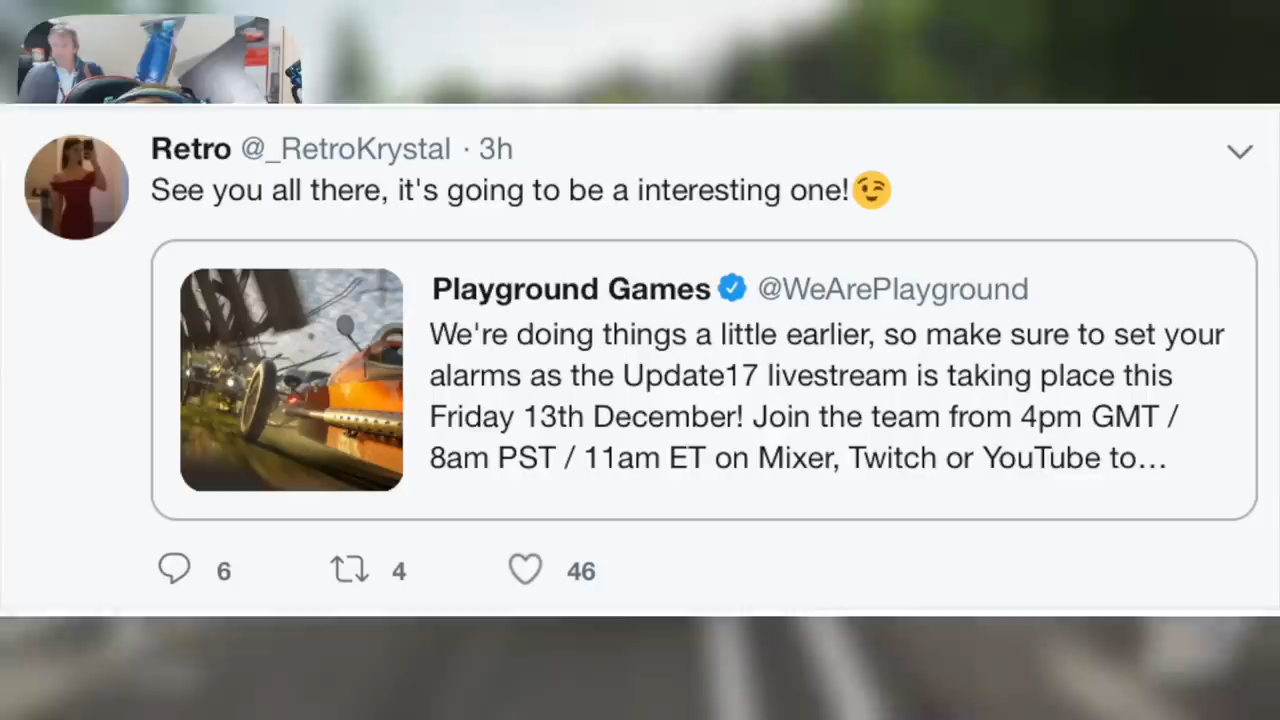 Retro @_RetroKrystal · 3h
See you all there, it's going to be a interesting one!😉
Playground Games @WeArePlayground
We're doing things a little earlier, so make sure to set your
alarms as the Update17 livestream is taking place this
Friday 13th December! Join the team from 4pm GMT /
8am PST / 11am ET on Mixer, Twitch or YouTube to...
6 4 46